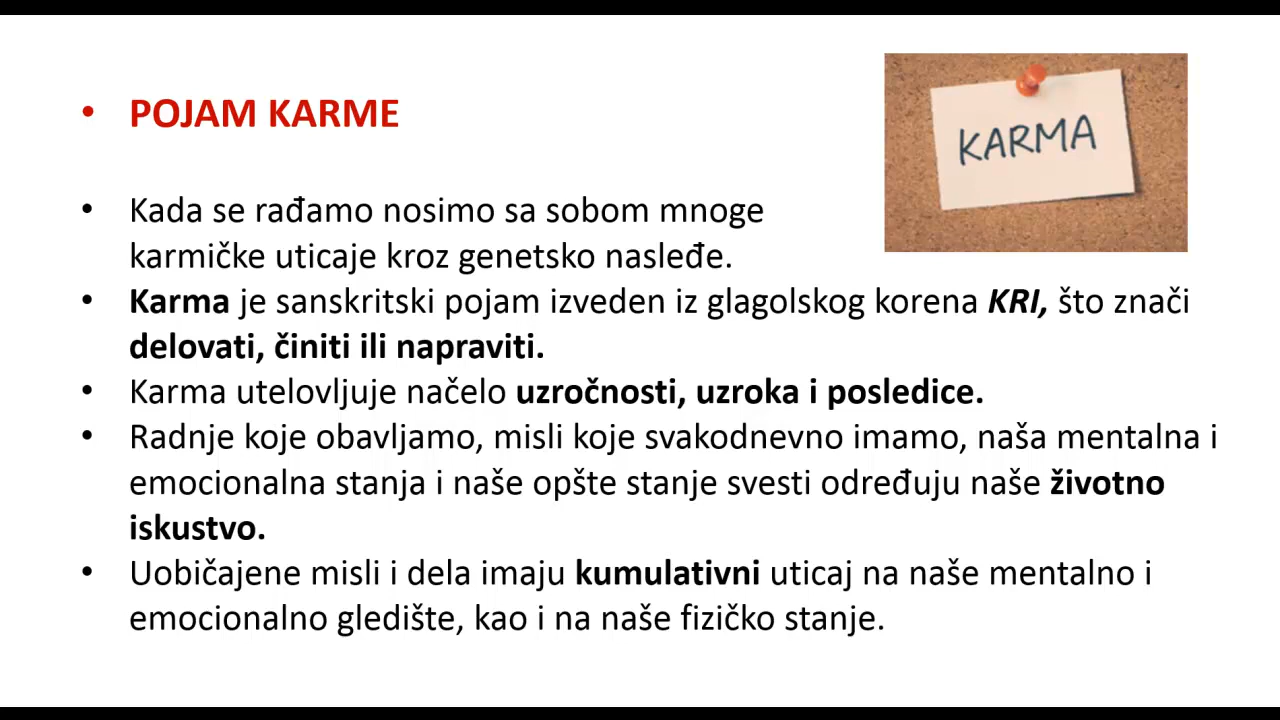 POJAM KARME
KARMA
Kada se rađamo nosimo sa sobom mnoge
karmičke uticaje kroz genetsko nasleđe.
Karma je sanskritski pojam izveden iz glagolskog korena KRI, što znači
delovati, činiti ili napraviti.
Karma utelovljuje načelo uzročnosti, uzroka i posledice.
Radnje koje obavljamo, misli koje svakodnevno imamo, naša mentalna i
emocionalna stanja i naše opšte stanje svesti određuju naše životno
iskustvo.
Uobičajene misli i dela imaju kumulativni uticaj na naše mentalno i
emocionalno gledište, kao i na naše fizičko stanje.